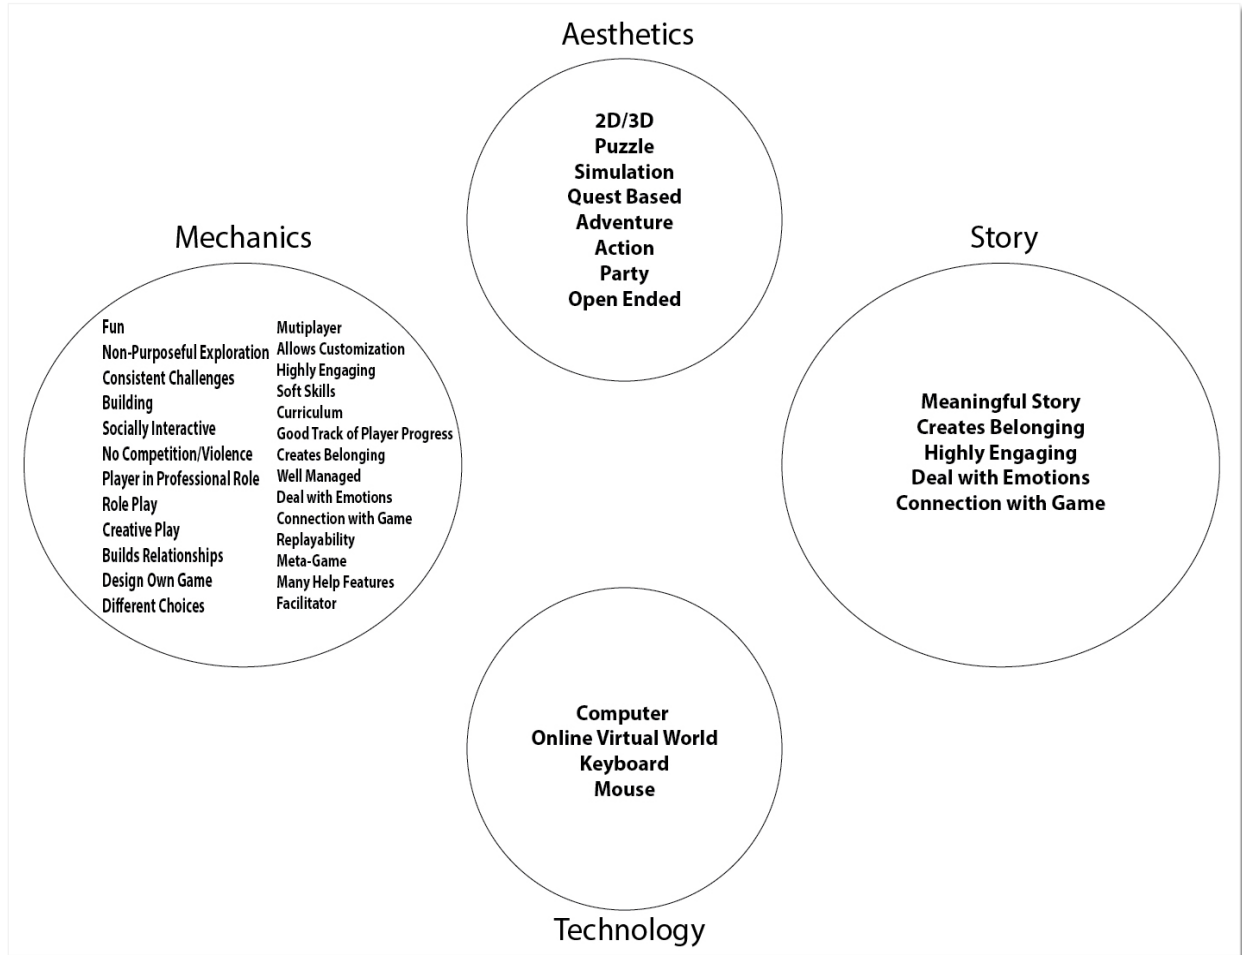 Aesthetics
2D/3D
Puzzle
Simulation
Quest Based
Adventure
Action
Party
Open Ended
Mechanics
Fun
Non-Purposeful Exploration
Consistent Challenges
Building
Socially Interactive
No Competition/Violence
Player in Professional Role
Role Play
Creative Play
Builds Relationships
Design Own Game
Different Choices
Mutiplayer
Allows Customization
Highly Engaging
Soft Skills
Curriculum
Good Track of Player Progress
Creates Belonging
Well Managed
Deal with Emotions
Connection with Game
Replayability
Meta-Game
Many Help Features
Facilitator
Story
Meaningful Story
Creates Belonging
Highly Engaging
Deal with Emotions
Connection with Game
Computer
Online Virtual World
Keyboard
Mouse
Technology